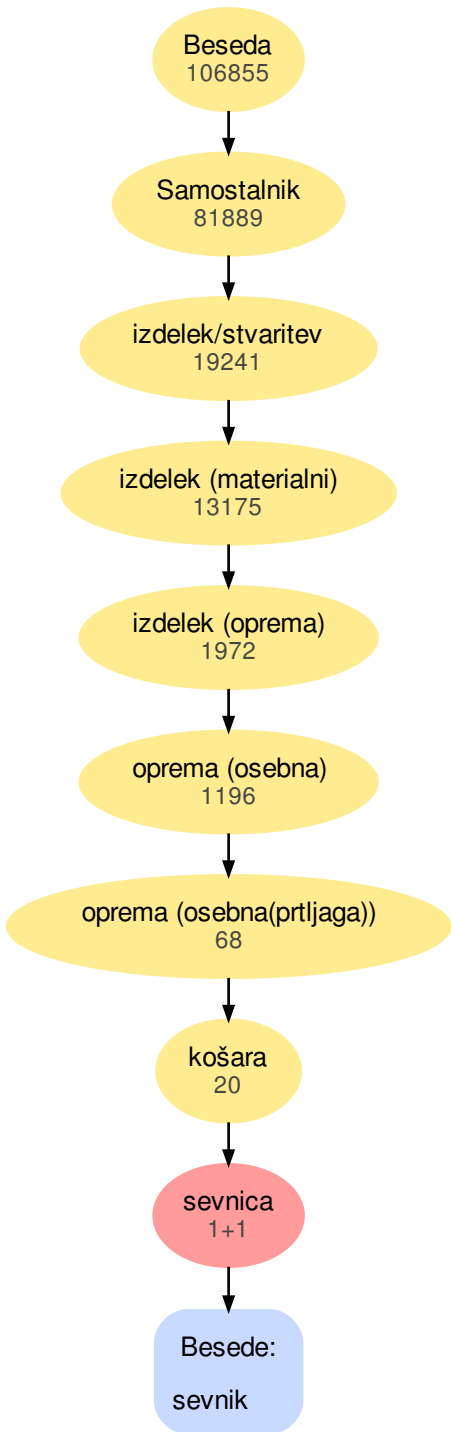 Beseda
106855
Samostalnik
81889
izdelek/stvaritev
19241
izdelek (materialni)
13175
izdelek (oprema)
1972
oprema (osebna)
1196
oprema (osebna(prtljaga))
68
košara
20
sevnica
1+1
Besede:
sevnik